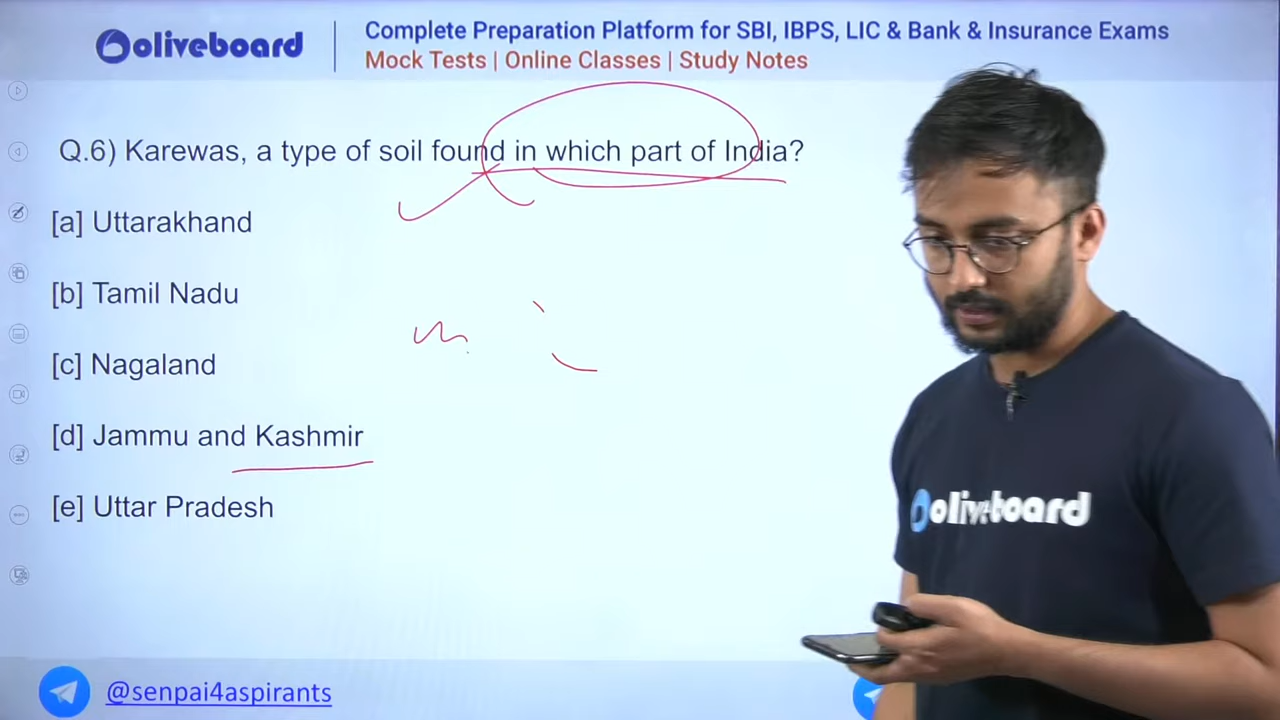 oliveboard
Complete Preparation Platform for SBI, IBPS, LIC & Bank & Insurance Exams
Mock Tests | Online Classes | Study Notes
Q.6) Karewas, a type of soil found in which part of India?
[a] Uttarakhand
[b] Tamil Nadu
[c] Nagaland
[d] Jammu and Kashmir
[e] Uttar Pradesh
oliveboard
@senpai4aspirants